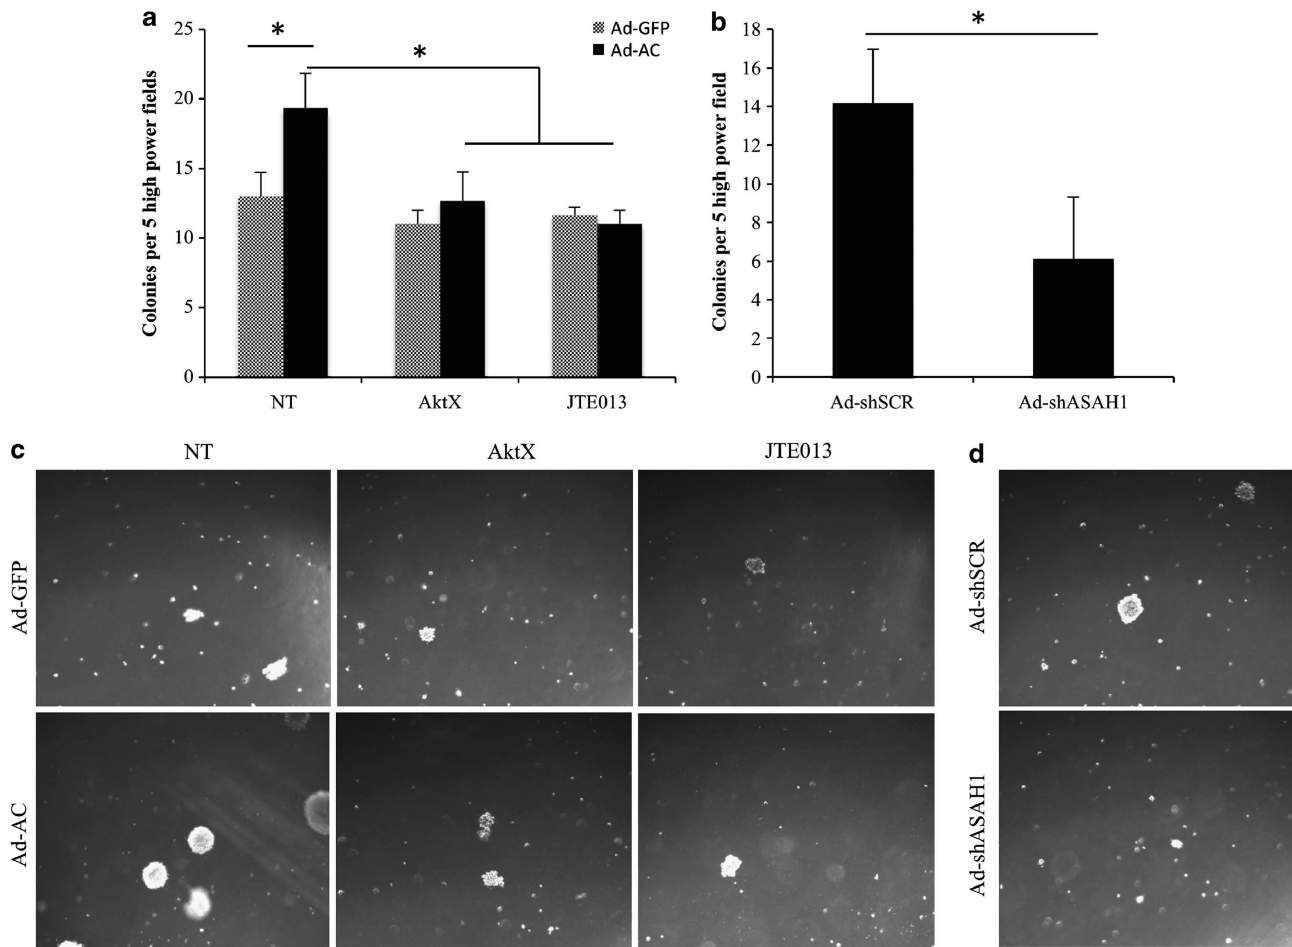 a
25
20
15
10
5
0
Colonies per 5 high power fields
*
*
Ad-GFP
Ad-AC
NT
AktX
JTE013
b
18
16
14
12
10
8
6
4
2
0
Colonies per 5 high power field
*
Ad-shSCR
Ad-shASAH1
c
NT
AktX
JTE013
Ad-GFP
Ad-AC
d
Ad-shSCR
Ad-shASAH1